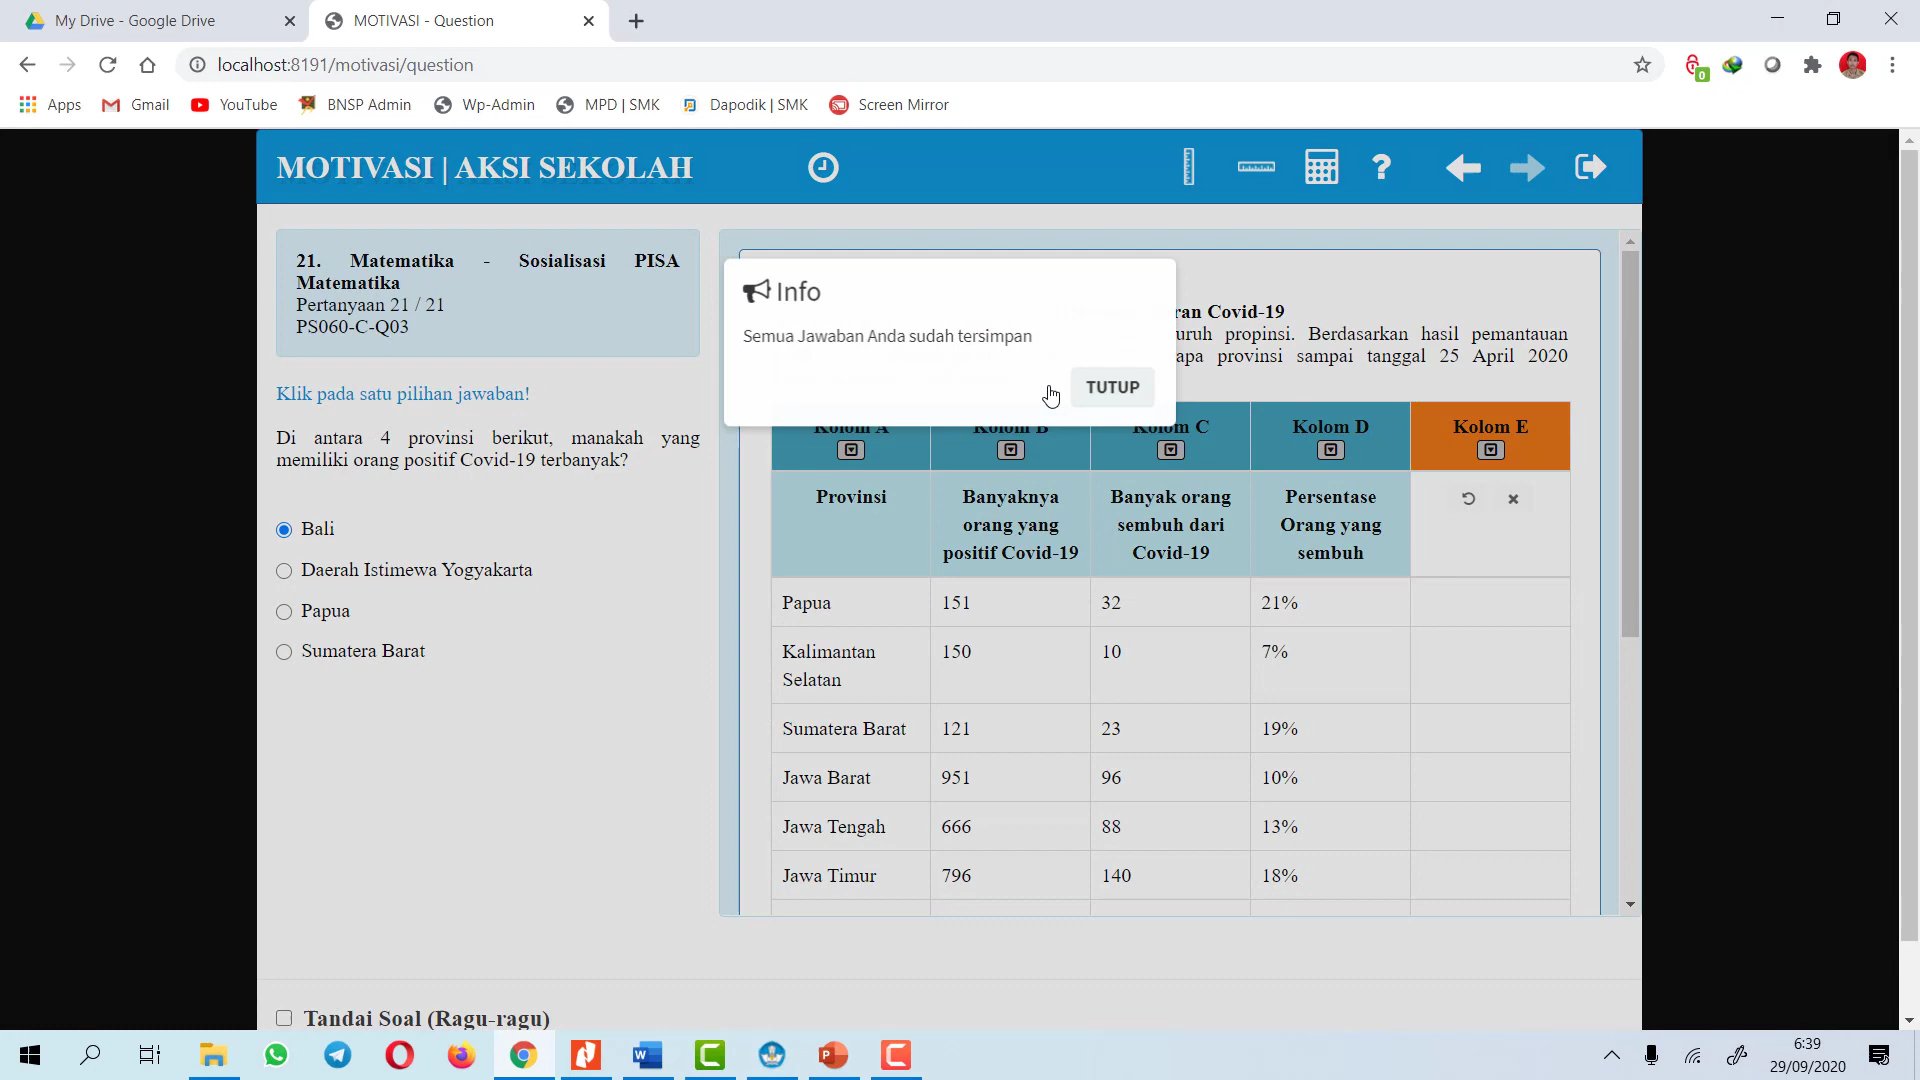 My Drive - Google Drive
MOTIVASI - Question
localhost:8191/motivasi/question
0
Apps
Gmail
YouTube
BNSP Admin
Wp-Admin
MPD | SMK
Dapodik | SMK
Screen Mirror
MOTIVASI | AKSI SEKOLAH
21. Matematika - Sosialisasi PISA
Matematika
Pertanyaan 21 / 21
PS060-C-Q03
Klik pada satu pilihan jawaban!
Di antara 4 provinsi berikut, manakah yang
memiliki orang positif Covid-19 terbanyak?
Bali
Daerah Istimewa Yogyakarta
Papua
Sumatera Barat
Info
Semua Jawaban Anda sudah tersimpan
TUTUP
ran Covid-19
uruh propinsi. Berdasarkan hasil pemantauan
apa provinsi sampai tanggal 25 April 2020
Kolom A Kolom B Kolom C Kolom D Kolom E
Provinsi
Banyaknya
orang yang
positif Covid-19
Banyak orang
sembuh dari
Covid-19
Persentase
Orang yang
sembuh
Papua 151 32 21%
Kalimantan 150 10 7%
Selatan
Sumatera Barat 121 23 19%
Jawa Barat 951 96 10%
Jawa Tengah 666 88 13%
Jawa Timur 796 140 18%
Tandai Soal (Ragu-ragu)
6:39
29/09/2020